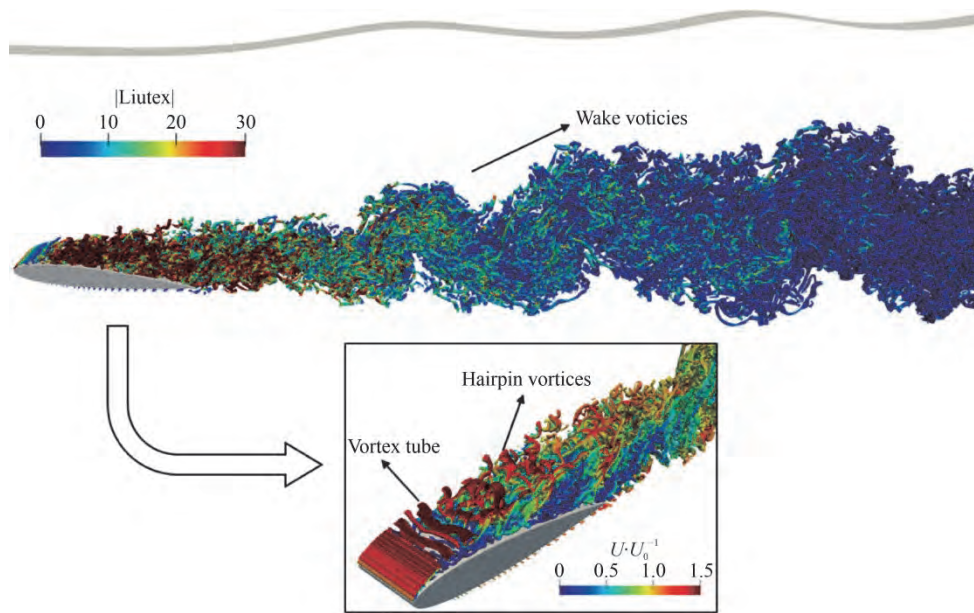 |Liutex|
0 10 20 30
Wake voticies
Hairpin vortices
Vortex tube
U·U₀⁻¹
0 0.5 1.0 1.5